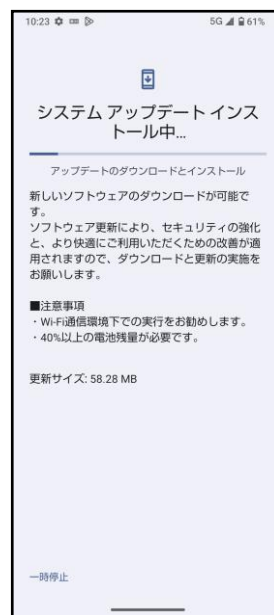 10:23 5G 61%
システム アップデート インス
トール中...
アップデートのダウンロードとインストール
新しいソフトウェアのダウンロードが可能で
す。
ソフトウェア更新により、セキュリティの強化
と、より快適にご利用いただくための改善が適
用されますので、ダウンロードと更新の実施を
お願いします。
■注意事項
・Wi-Fi通信環境下での実行をお勧めします。
・40%以上の電池残量が必要です。
更新サイズ: 58.28 MB
一時停止